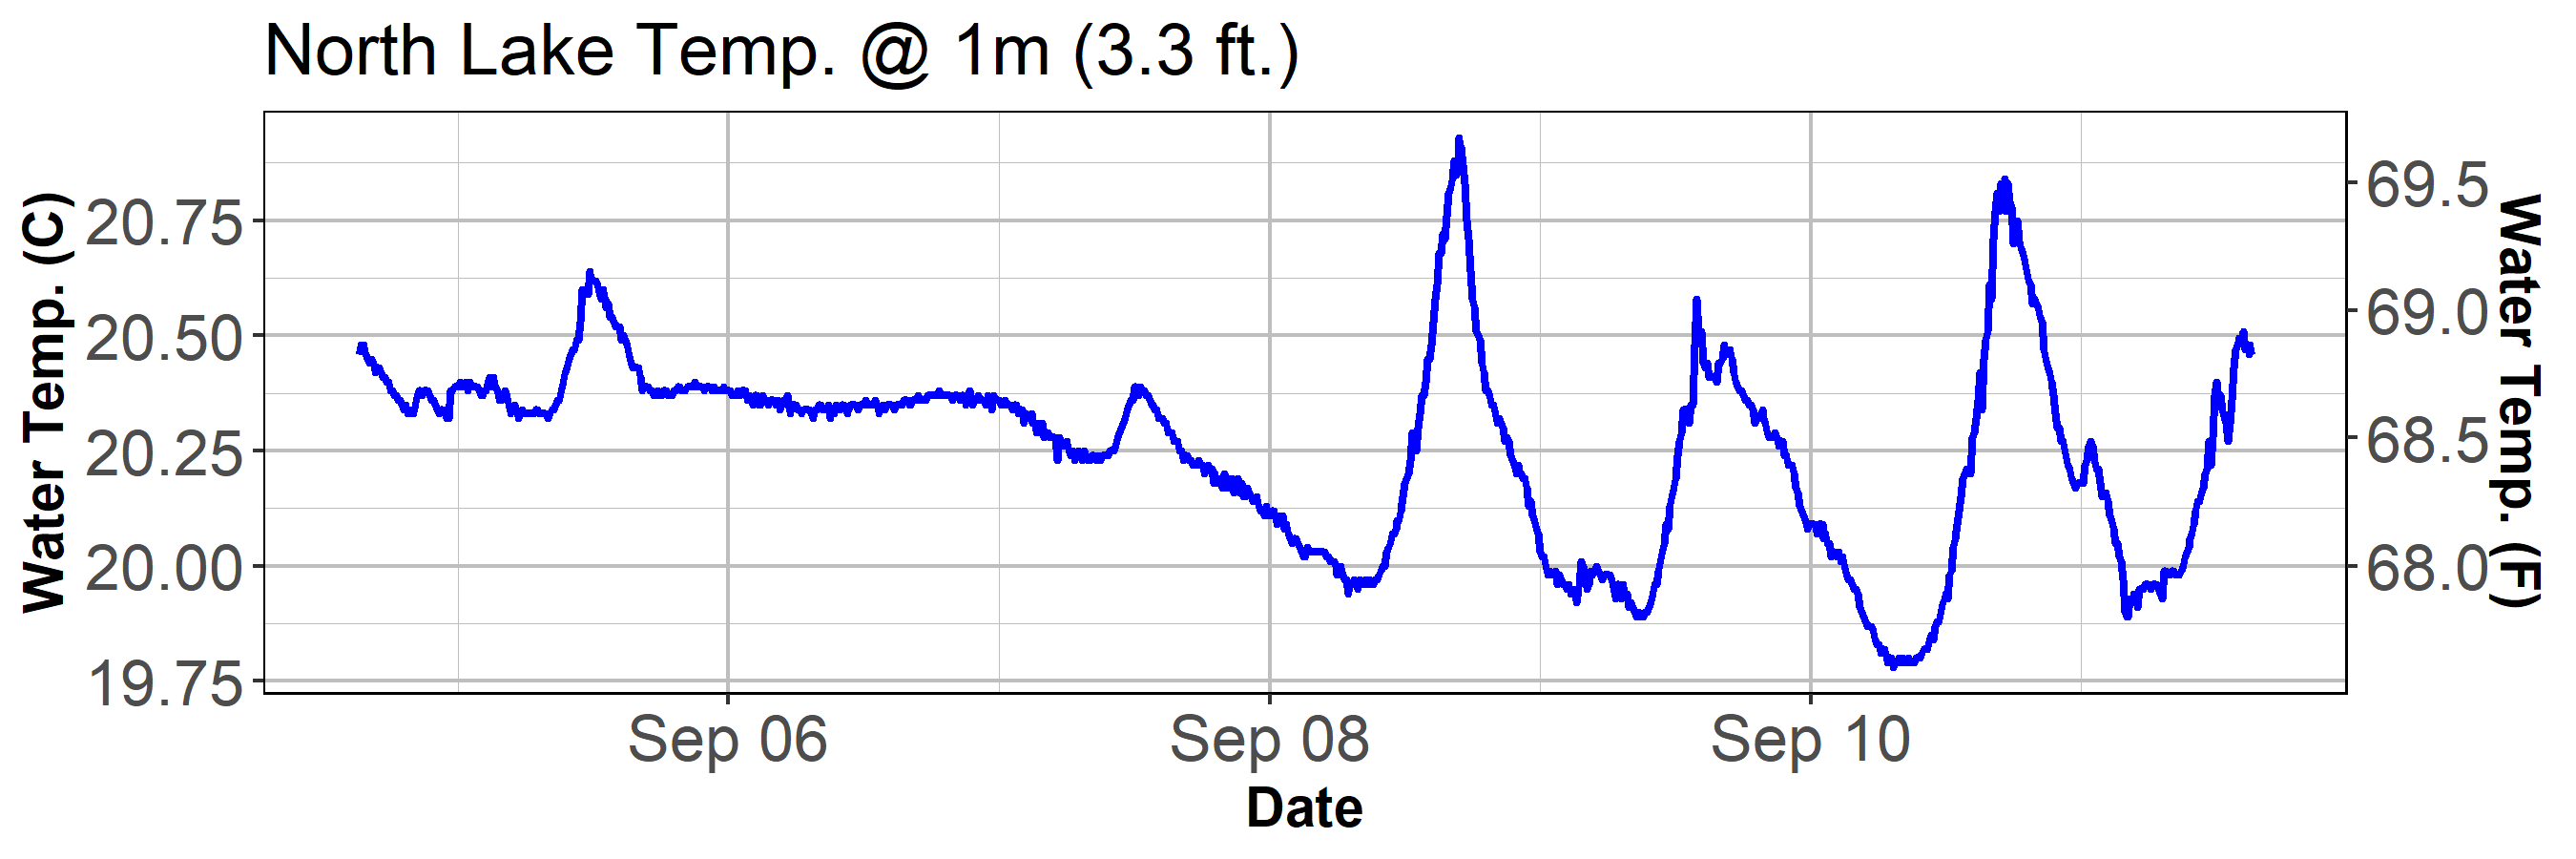 North Lake Temp. @ 1m (3.3 ft.)
Water Temp. (C)
20.75
20.50
20.25
20.00
19.75
69.5
69.0
68.5
68.0
Water Temp. (F)
Sep 06
Sep 08
Sep 10
Date